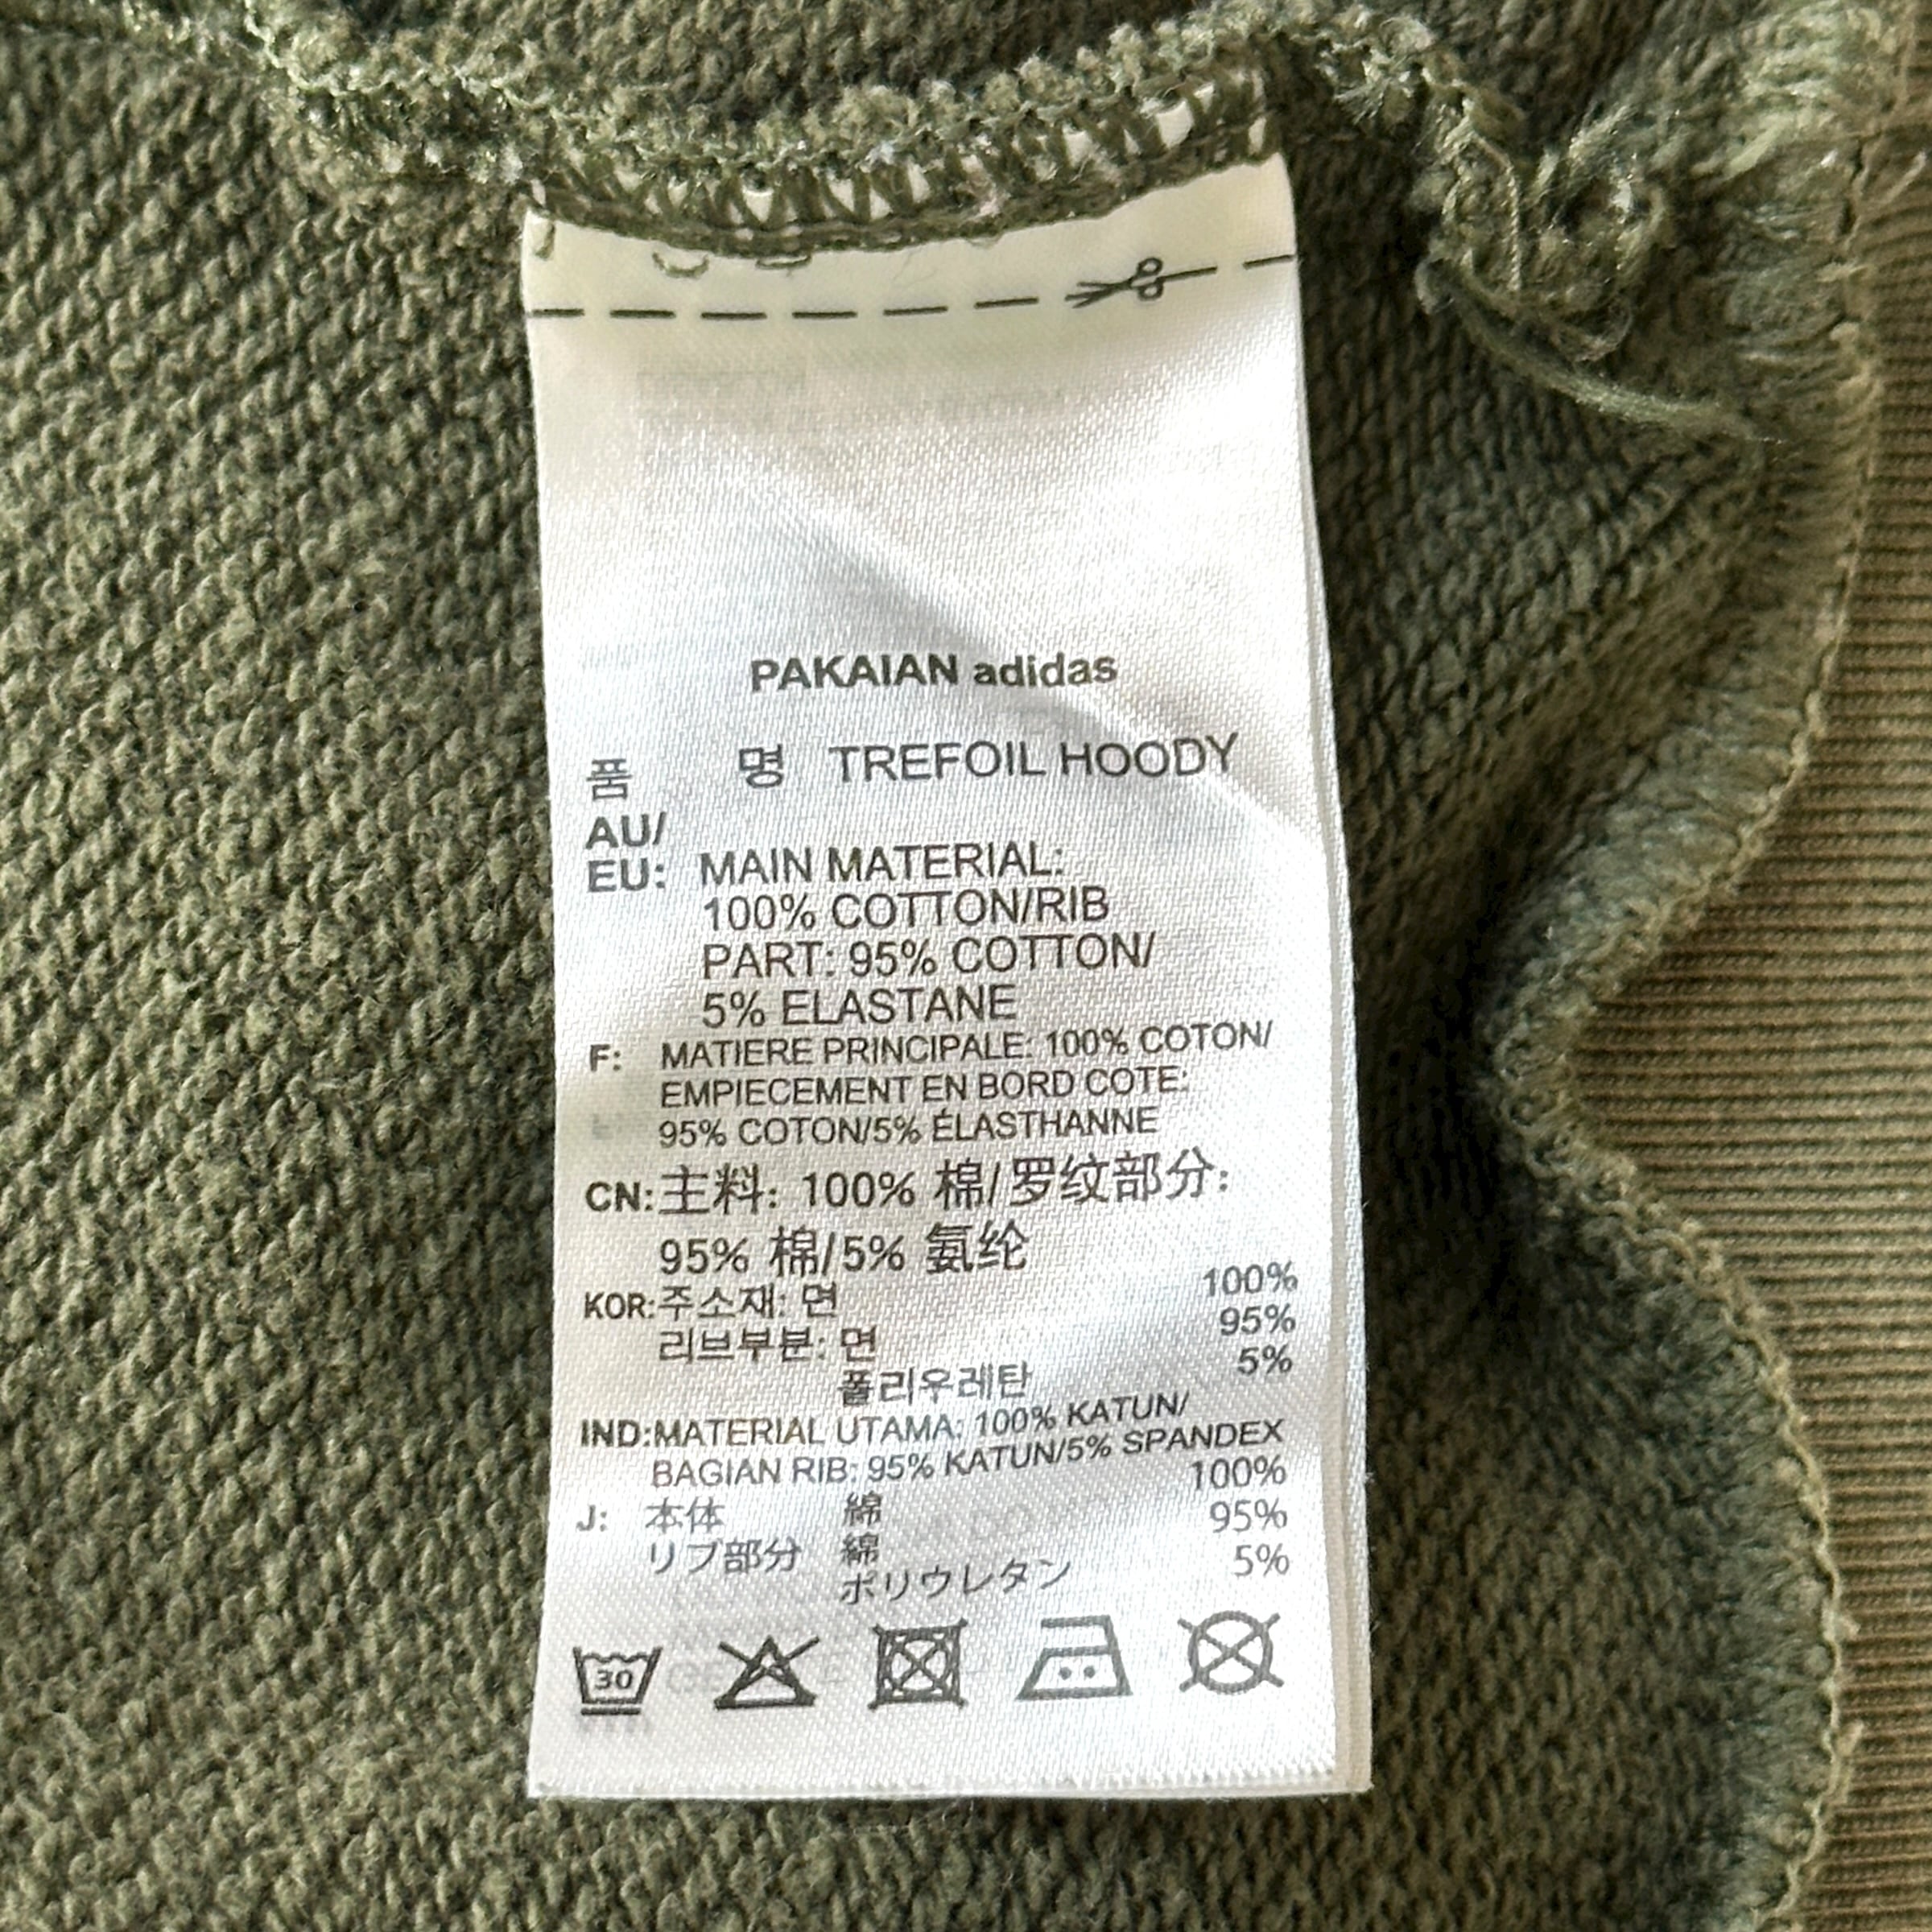 PAKAIAN adidas
품 명 TREFOIL HOODY
AU/
EU: MAIN MATERIAL:
100% COTTON/RIB
PART: 95% COTTON/
5% ELASTANE
F: MATIERE PRINCIPALE: 100% COTON/
EMPIECEMENT EN BORD COTE:
95% COTON/5% ÉLASTHANNE
CN: 主料: 100% 棉/罗纹部分:
95% 棉/5% 氨纶
KOR: 주소재: 면 100%
리브부분: 면 95%
폴리우레탄 5%
IND: MATERIAL UTAMA: 100% KATUN/
BAGIAN RIB: 95% KATUN/5% SPANDEX
J: 本体 綿 100%
リブ部分 綿 95%
ポリウレタン 5%
30